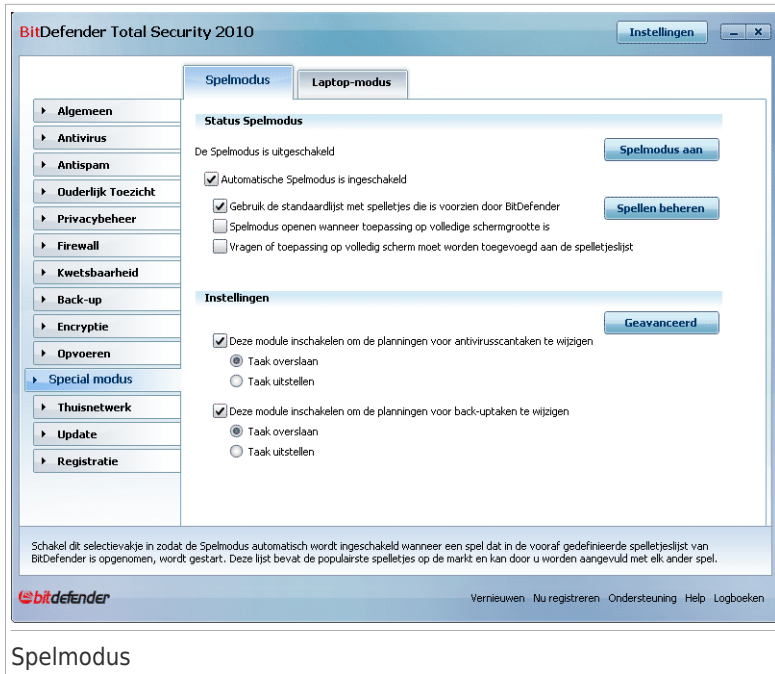 BitDefender Total Security 2010
Instellingen
Spelmodus
Laptop-modus
Algemeen
Antivirus
Antispam
Ouderlijk Toezicht
Privacybeheer
Firewall
Kwetsbaarheid
Back-up
Encryptie
Opvoeren
Special modus
Thuisnetwerk
Update
Registratie
Status Spelmodus
De Spelmodus is uitgeschakeld
Spelmodus aan
Automatische Spelmodus is ingeschakeld
Gebruik de standaardlijst met spelletjes die is voorzien door BitDefender
Spellen beheren
Spelmodus openen wanneer toepassing op volledige schermgrootte is
Vragen of toepassing op volledig scherm moet worden toegevoegd aan de spelletjeslijst
Instellingen
Geavanceerd
Deze module inschakelen om de planningen voor antivirusscantaken te wijzigen
Taak overslaan
Taak uitstellen
Deze module inschakelen om de planningen voor back-uptaken te wijzigen
Taak overslaan
Taak uitstellen
Schakel dit selectievakje in zodat de Spelmodus automatisch wordt ingeschakeld wanneer een spel dat in de vooraf gedefinieerde spelletjeslijst van
BitDefender is opgenomen, wordt gestart. Deze lijst bevat de populairste spelletjes op de markt en kan door u worden aangevuld met elk ander spel.
bitdefender
Vernieuwen Nu registreren Ondersteuning Help Logboeken
Spelmodus